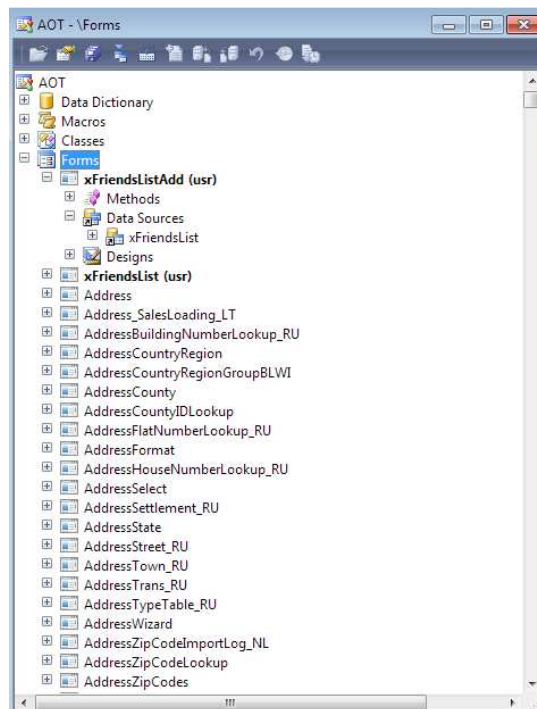 AOT - \Forms
AOT
Data Dictionary
Macros
Classes
Forms
xFriendsListAdd (usr)
Methods
Data Sources
xFriendsList
Designs
xFriendsList (usr)
Address
Address_SalesLoading_LT
AddressBuildingNumberLookup_RU
AddressCountryRegion
AddressCountryRegionGroupBLWI
AddressCounty
AddressCountyIDLookup
AddressFlatNumberLookup_RU
AddressFormat
AddressHouseNumberLookup_RU
AddressSelect
AddressSettlement_RU
AddressState
AddressStreet_RU
AddressTown_RU
AddressTrans_RU
AddressTypeTable_RU
AddressWizard
AddressZipCodeImportLog_NL
AddressZipCodeLookup
AddressZipCodes